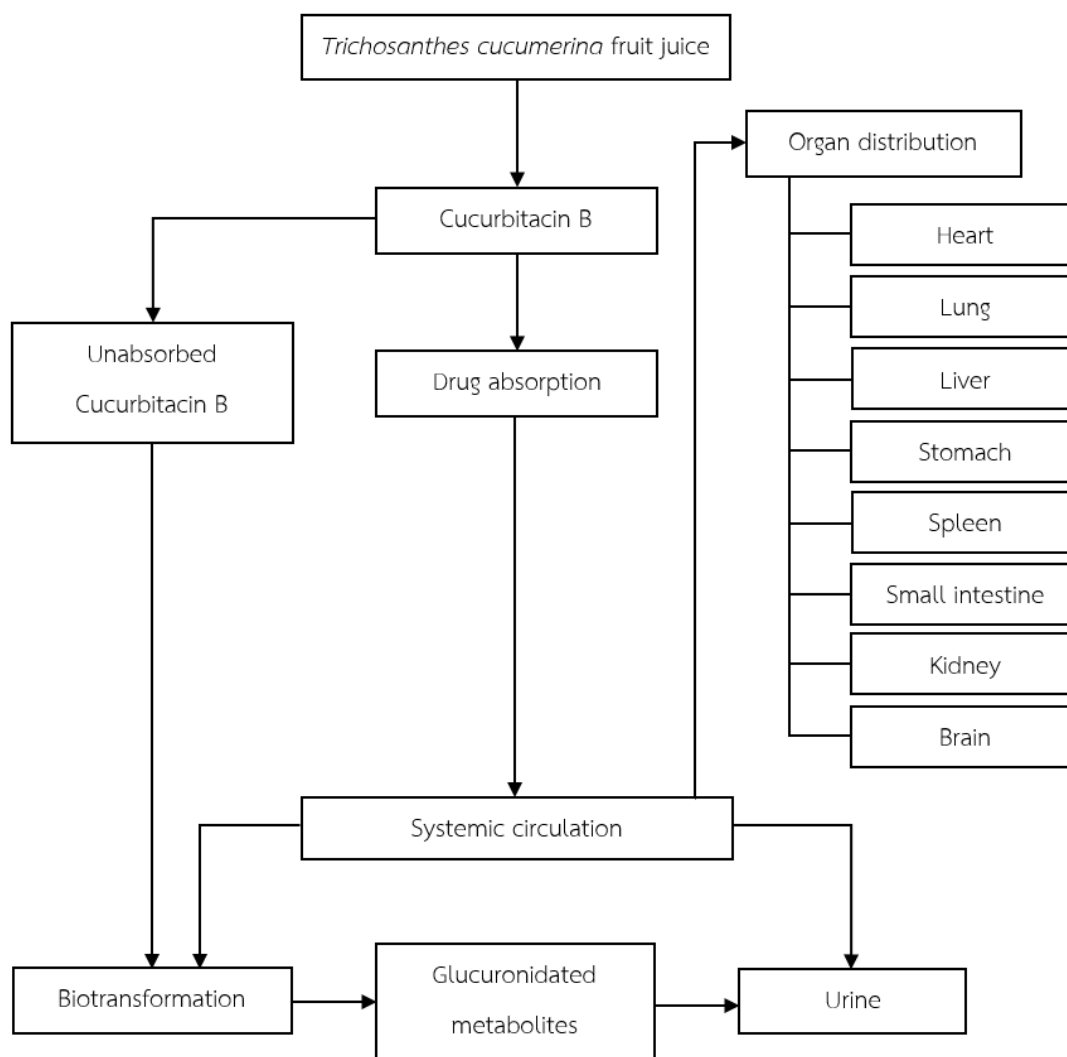 Trichosanthes cucumerina fruit juice
Organ distribution
Cucurbitacin B
Heart
Lung
Unabsorbed
Cucurbitacin B
Drug absorption
Liver
Stomach
Spleen
Small intestine
Kidney
Brain
Systemic circulation
Biotransformation
Glucuronidated
metabolites
Urine